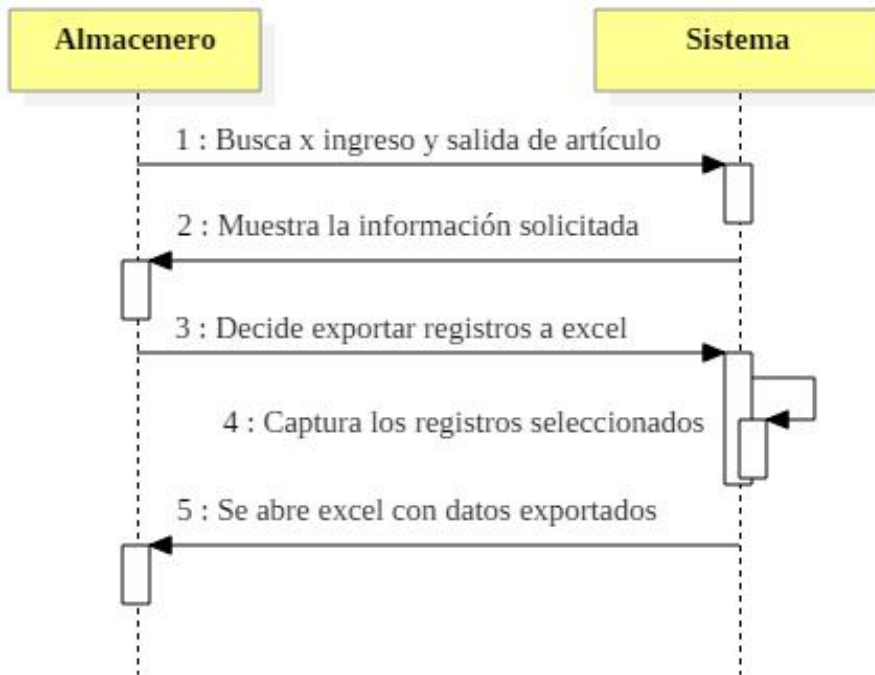 Almacenero
Sistema
1 : Busca x ingreso y salida de artículo
2 : Muestra la información solicitada
3 : Decide exportar registros a excel
4 : Captura los registros seleccionados
5 : Se abre excel con datos exportados